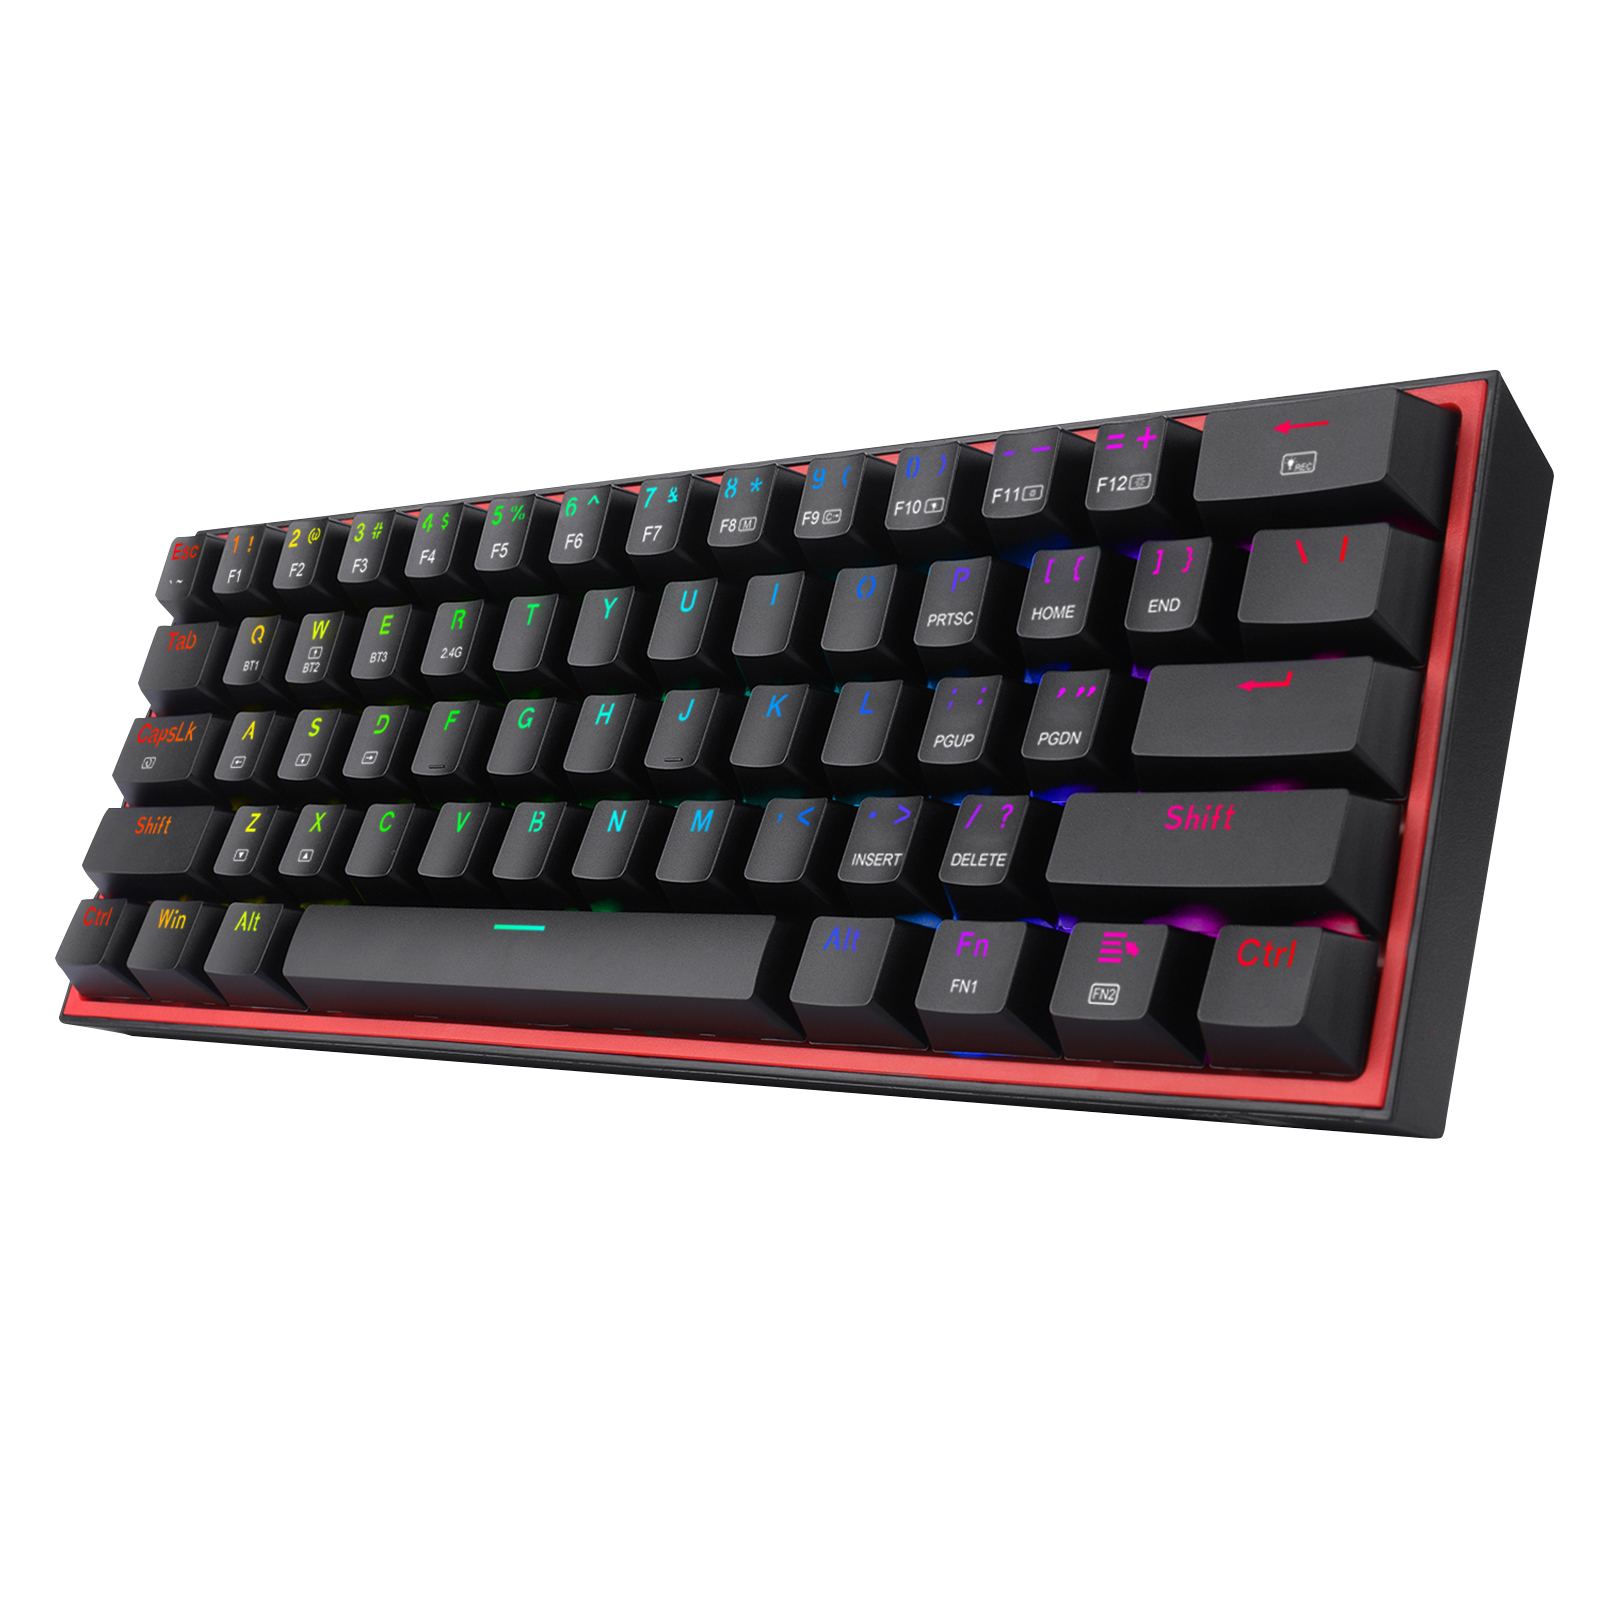 Esc 1 ! 2 @ 3 # 4 $ 5 % 6 ^ 7 & 8 * 9 ( 0 ) - — = + ←
` ~ F1 F2 F3 F4 F5 F6 F7 F8 M F9 C→ F10 F11 F12 REC
Tab Q W E R T Y U I O P [ { ] } \ |
BT1 BT2 BT3 2.4G PRTSC HOME END
CapsLk A S D F G H J K L ; : ' "
PGUP PGDN
Shift Z X C V B N M , < . > / ? Shift
INSERT DELETE
Ctrl Win Alt Alt Fn Ctrl
FN1 FN2